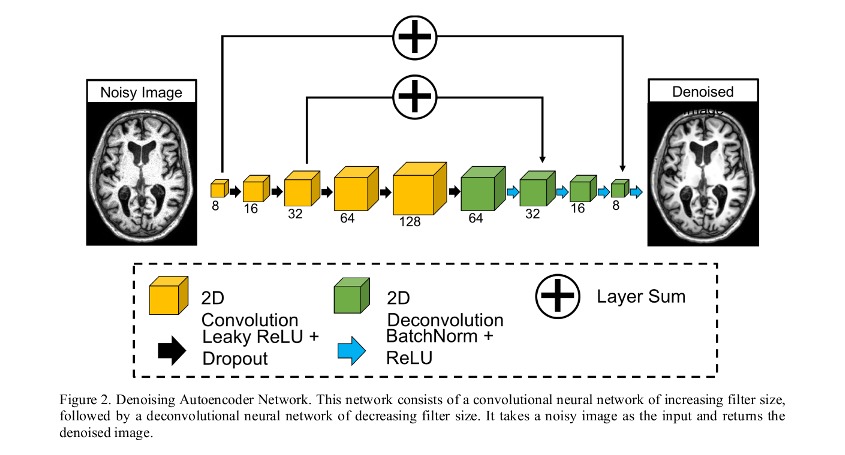 Noisy Image
Denoised
Image
8
16
32
64
128
64
32
16
8
2D
Convolution
Leaky ReLU +
Dropout
2D
Deconvolution
BatchNorm +
ReLU
Layer Sum
Figure 2. Denoising Autoencoder Network. This network consists of a convolutional neural network of increasing filter size,
followed by a deconvolutional neural network of decreasing filter size. It takes a noisy image as the input and returns the
denoised image.